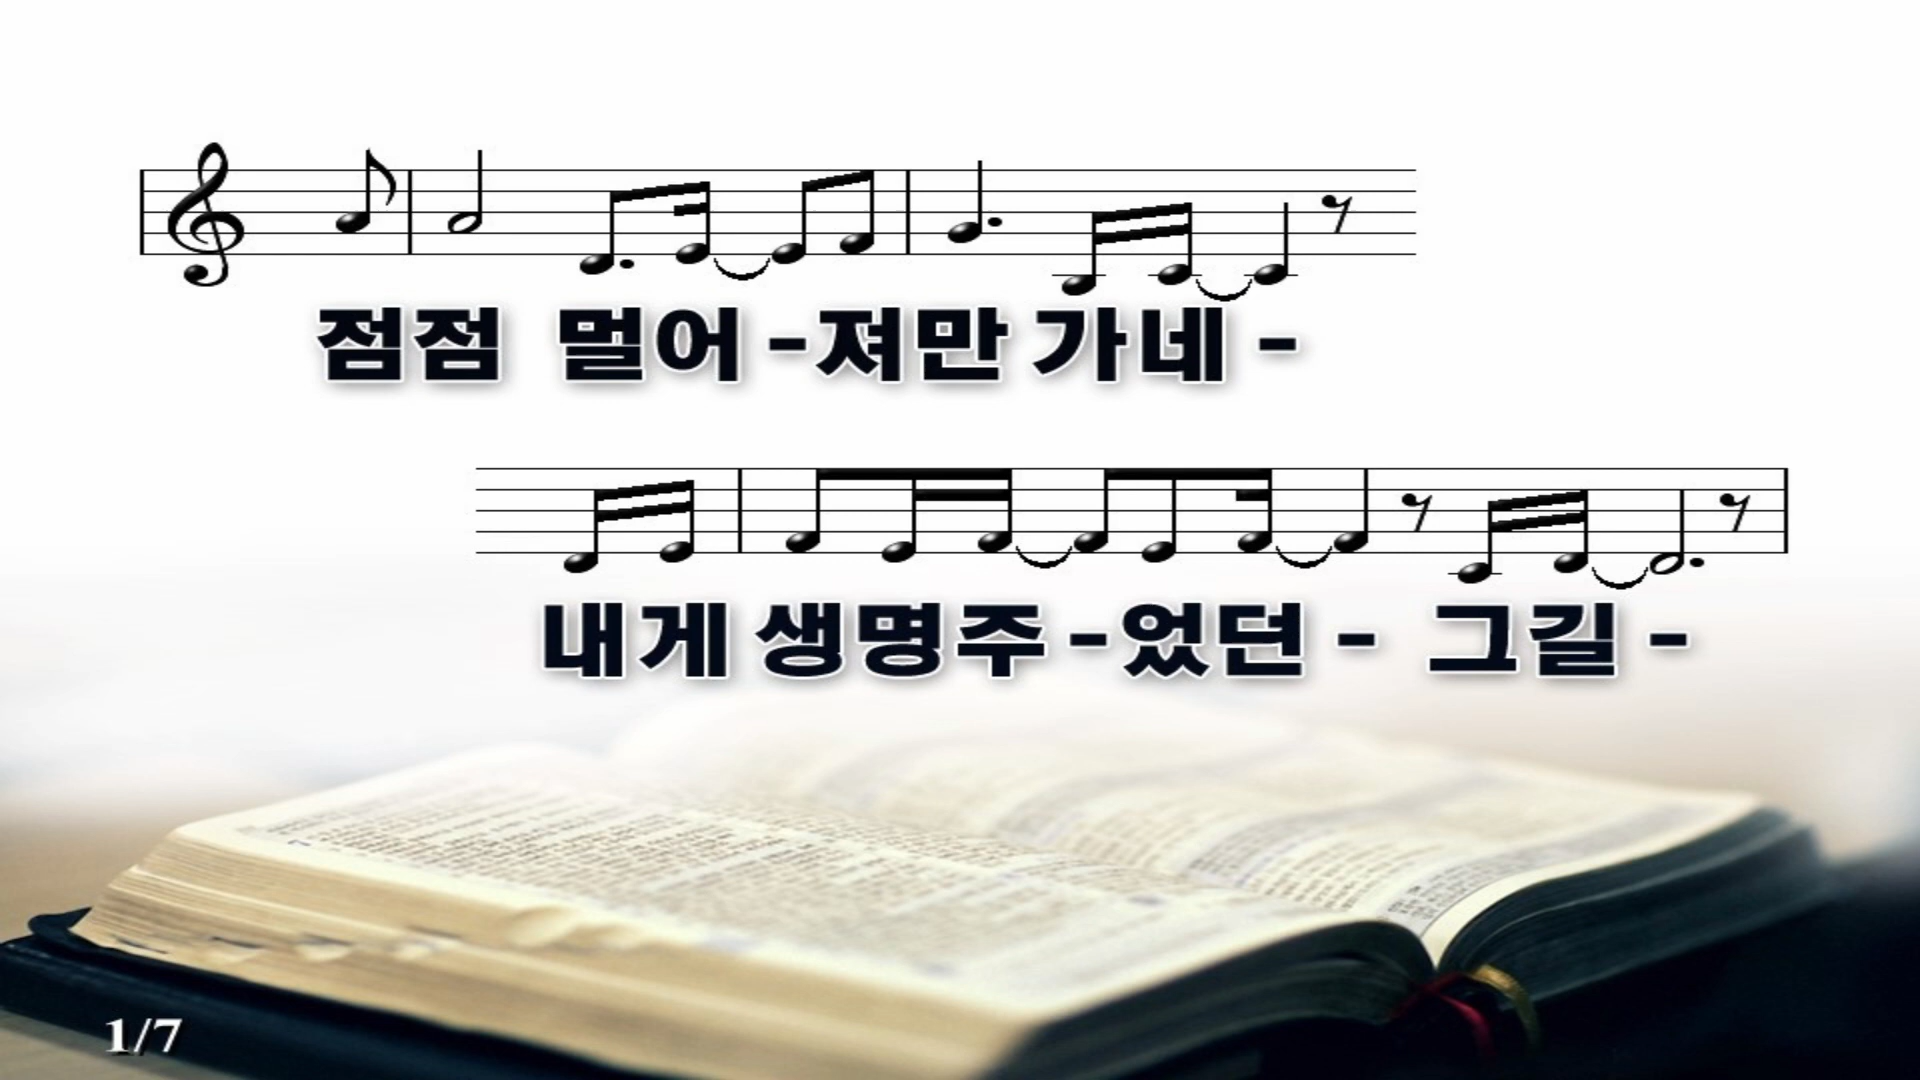 점점 멀어 -져만 가네 -
내게 생명주 -었던 - 그길 -
1/7